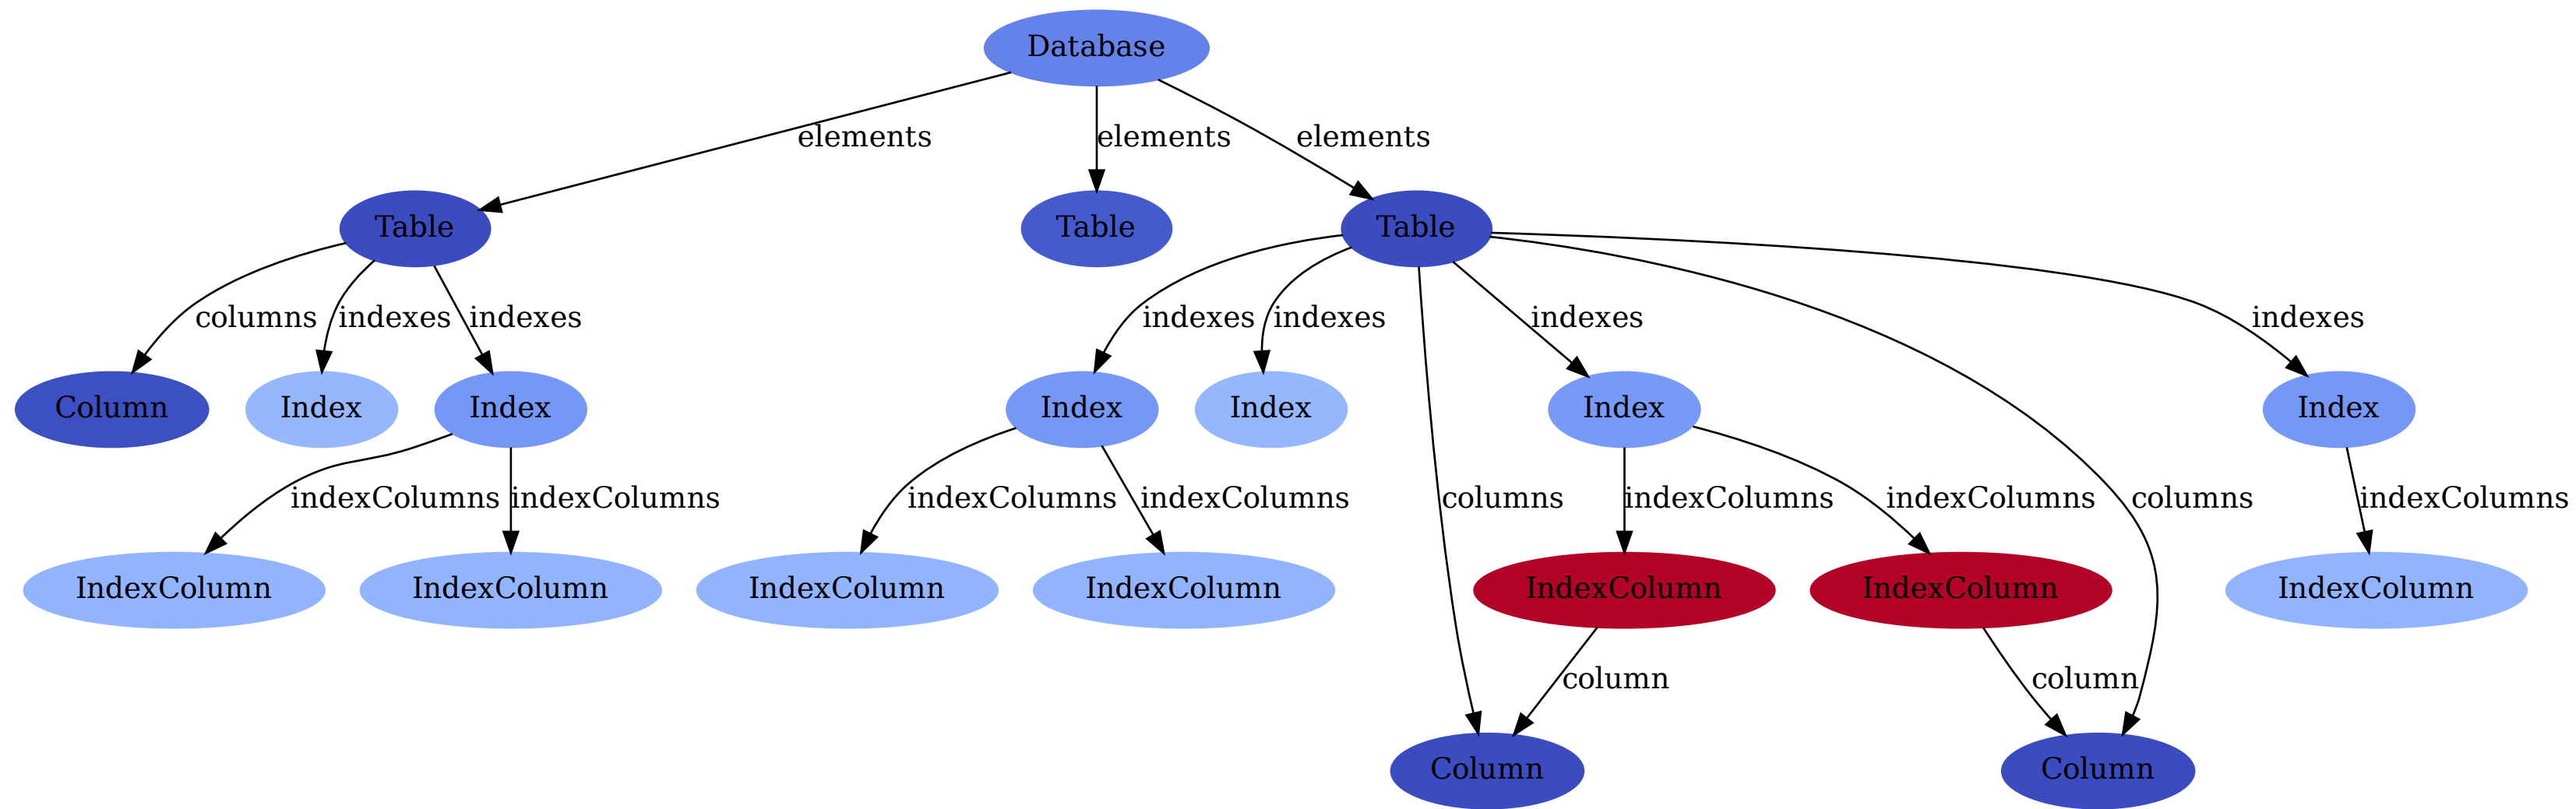 Database
elements elements elements
Table Table Table
columns indexes indexes indexes indexes indexes indexes
Column Index Index Index Index Index Index
indexColumns indexColumns indexColumns indexColumns columns indexColumns indexColumns columns indexColumns
IndexColumn IndexColumn IndexColumn IndexColumn IndexColumn IndexColumn IndexColumn
column column
Column Column